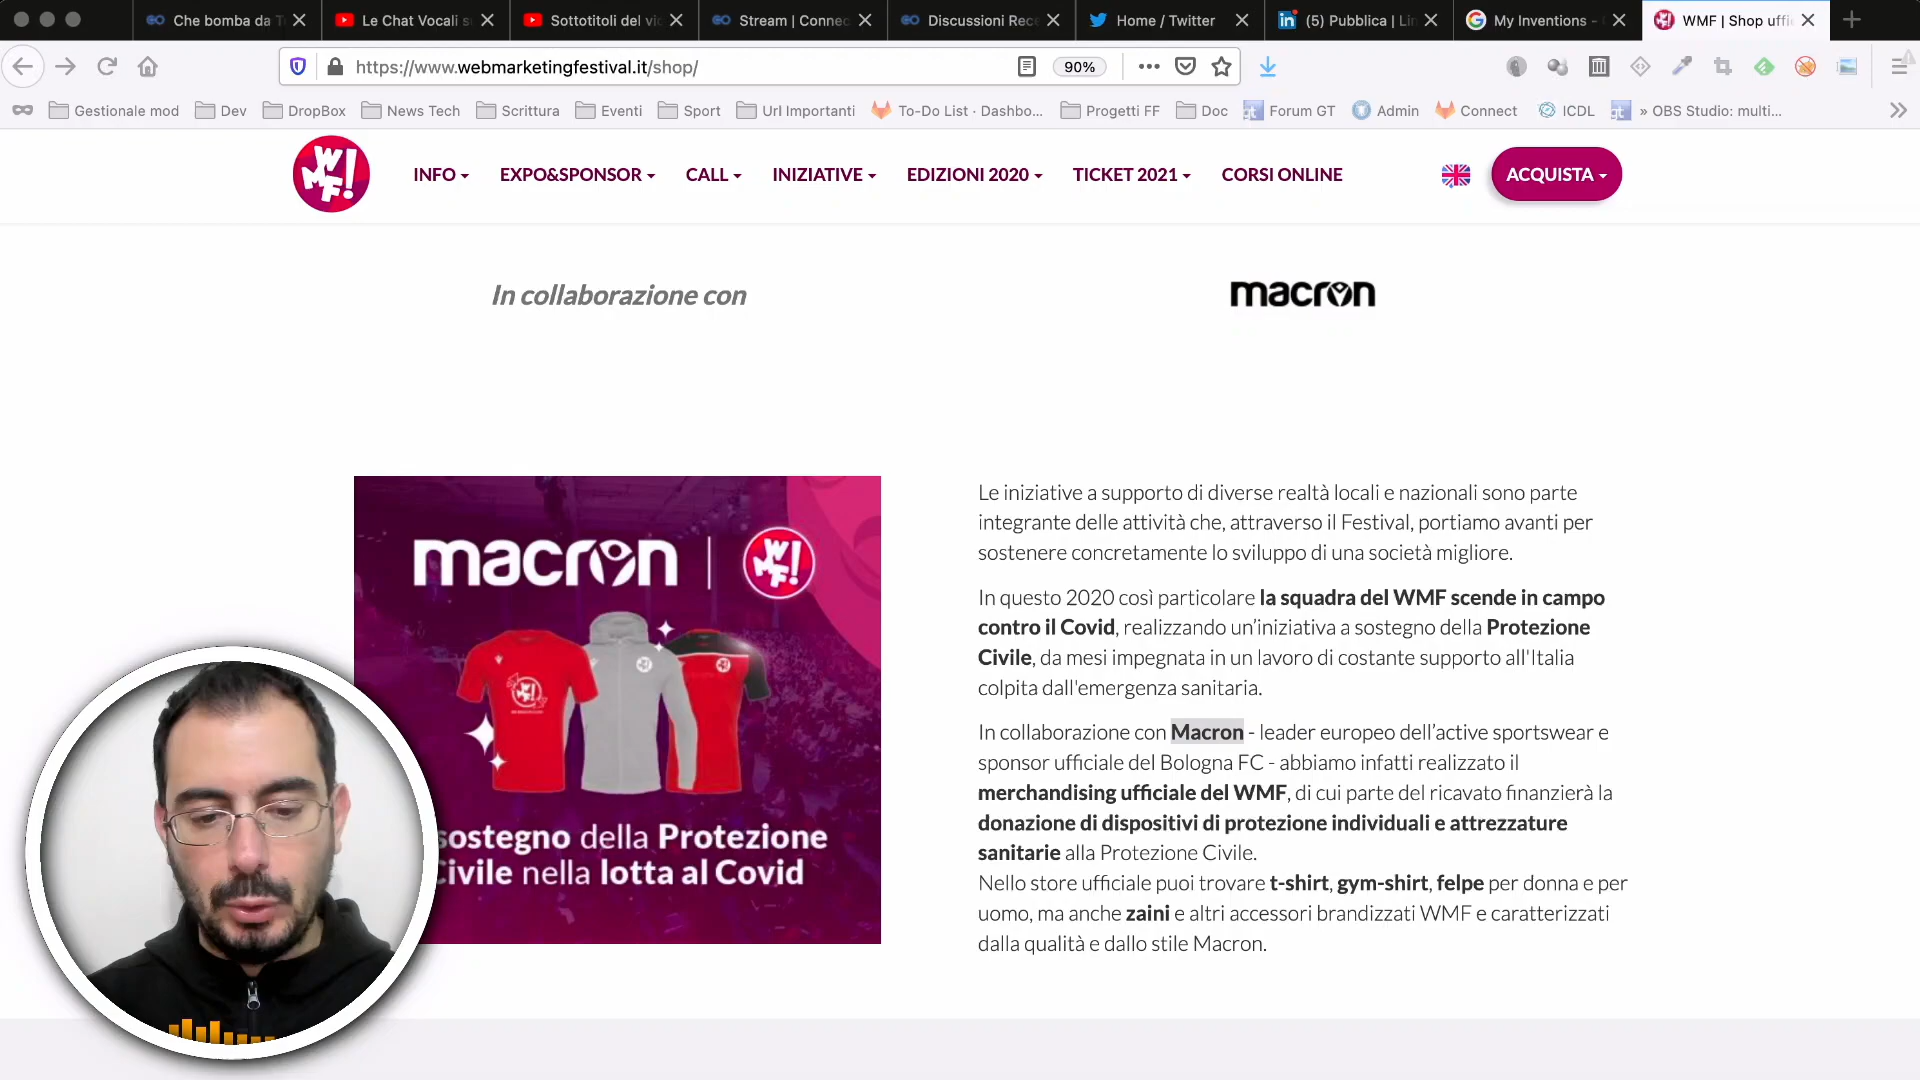 Che bomba da T
Le Chat Vocali s
Sottotitoli del vi
Stream | Connec
Discussioni Rece
Home / Twitter
(5) Pubblica | Lin
My Inventions -
WMF | Shop uffi
https://www.webmarketingfestival.it/shop/
90%
Gestionale mod
Dev
DropBox
News Tech
Scrittura
Eventi
Sport
Url Importanti
To-Do List · Dashbo...
Progetti FF
Doc
Forum GT
Admin
Connect
ICDL
» OBS Studio: multi...
WMF!
INFO
EXPO&SPONSOR
CALL
INIZIATIVE
EDIZIONI 2020
TICKET 2021
CORSI ONLINE
ACQUISTA
In collaborazione con
macron
macron | WMF!
sostegno della Protezione
Civile nella lotta al Covid
Le iniziative a supporto di diverse realtà locali e nazionali sono parte
integrante delle attività che, attraverso il Festival, portiamo avanti per
sostenere concretamente lo sviluppo di una società migliore.
In questo 2020 così particolare la squadra del WMF scende in campo
contro il Covid, realizzando un’iniziativa a sostegno della Protezione
Civile, da mesi impegnata in un lavoro di costante supporto all'Italia
colpita dall'emergenza sanitaria.
In collaborazione con Macron - leader europeo dell’active sportswear e
sponsor ufficiale del Bologna FC - abbiamo infatti realizzato il
merchandising ufficiale del WMF, di cui parte del ricavato finanzierà la
donazione di dispositivi di protezione individuali e attrezzature
sanitarie alla Protezione Civile.
Nello store ufficiale puoi trovare t-shirt, gym-shirt, felpe per donna e per
uomo, ma anche zaini e altri accessori brandizzati WMF e caratterizzati
dalla qualità e dallo stile Macron.